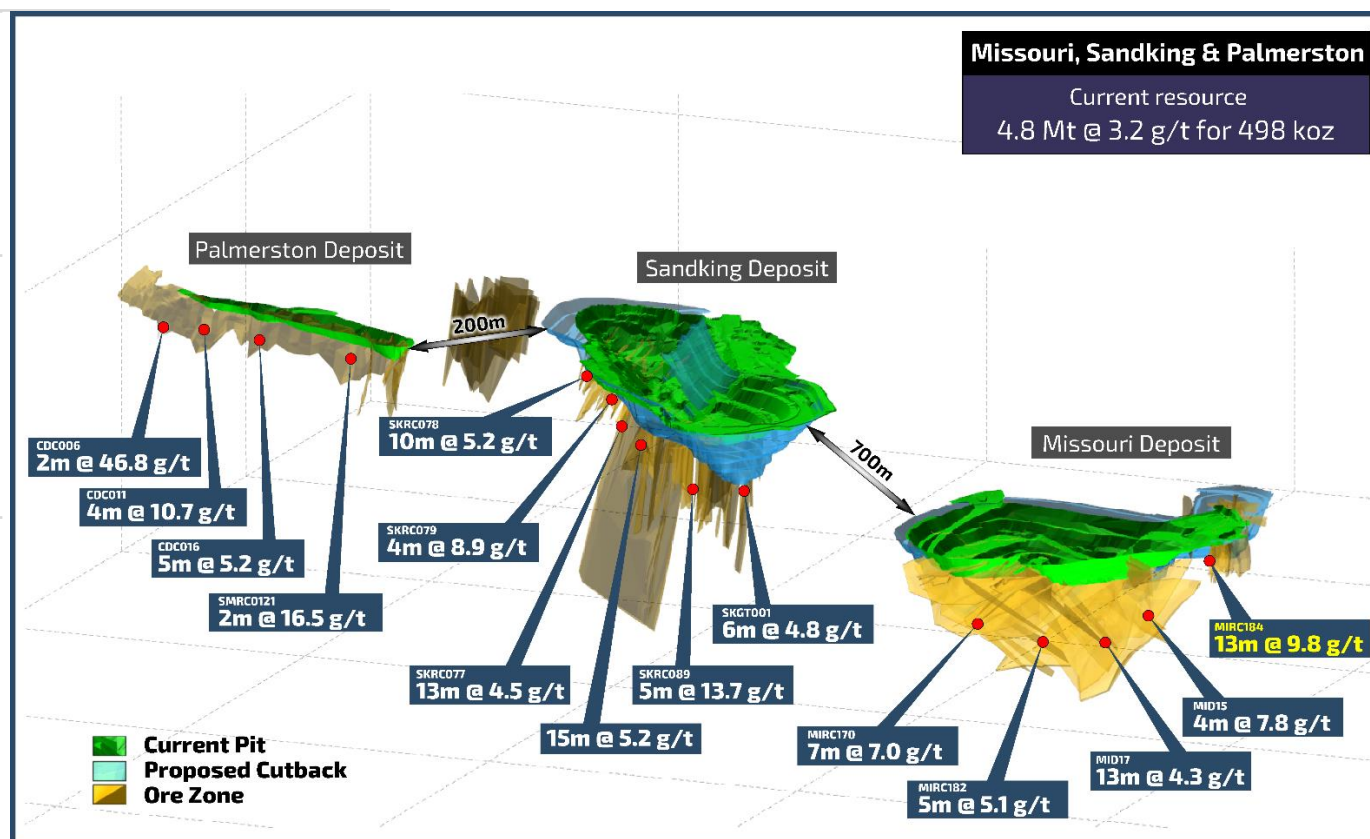 Missouri, Sandking & Palmerston
Current resource
4.8 Mt @ 3.2 g/t for 498 koz
Palmerston Deposit
Sandking Deposit
Missouri Deposit
200m
700m
CDC006
2m @ 46.8 g/t
CDC011
4m @ 10.7 g/t
CDC016
5m @ 5.2 g/t
SMRC0121
2m @ 16.5 g/t
SKRC078
10m @ 5.2 g/t
SKRC079
4m @ 8.9 g/t
SKRC077
13m @ 4.5 g/t
15m @ 5.2 g/t
SKRC089
5m @ 13.7 g/t
SKGT001
6m @ 4.8 g/t
MIRC170
7m @ 7.0 g/t
MIRC182
5m @ 5.1 g/t
MID17
13m @ 4.3 g/t
MID15
4m @ 7.8 g/t
MIRC184
13m @ 9.8 g/t
Current Pit
Proposed Cutback
Ore Zone